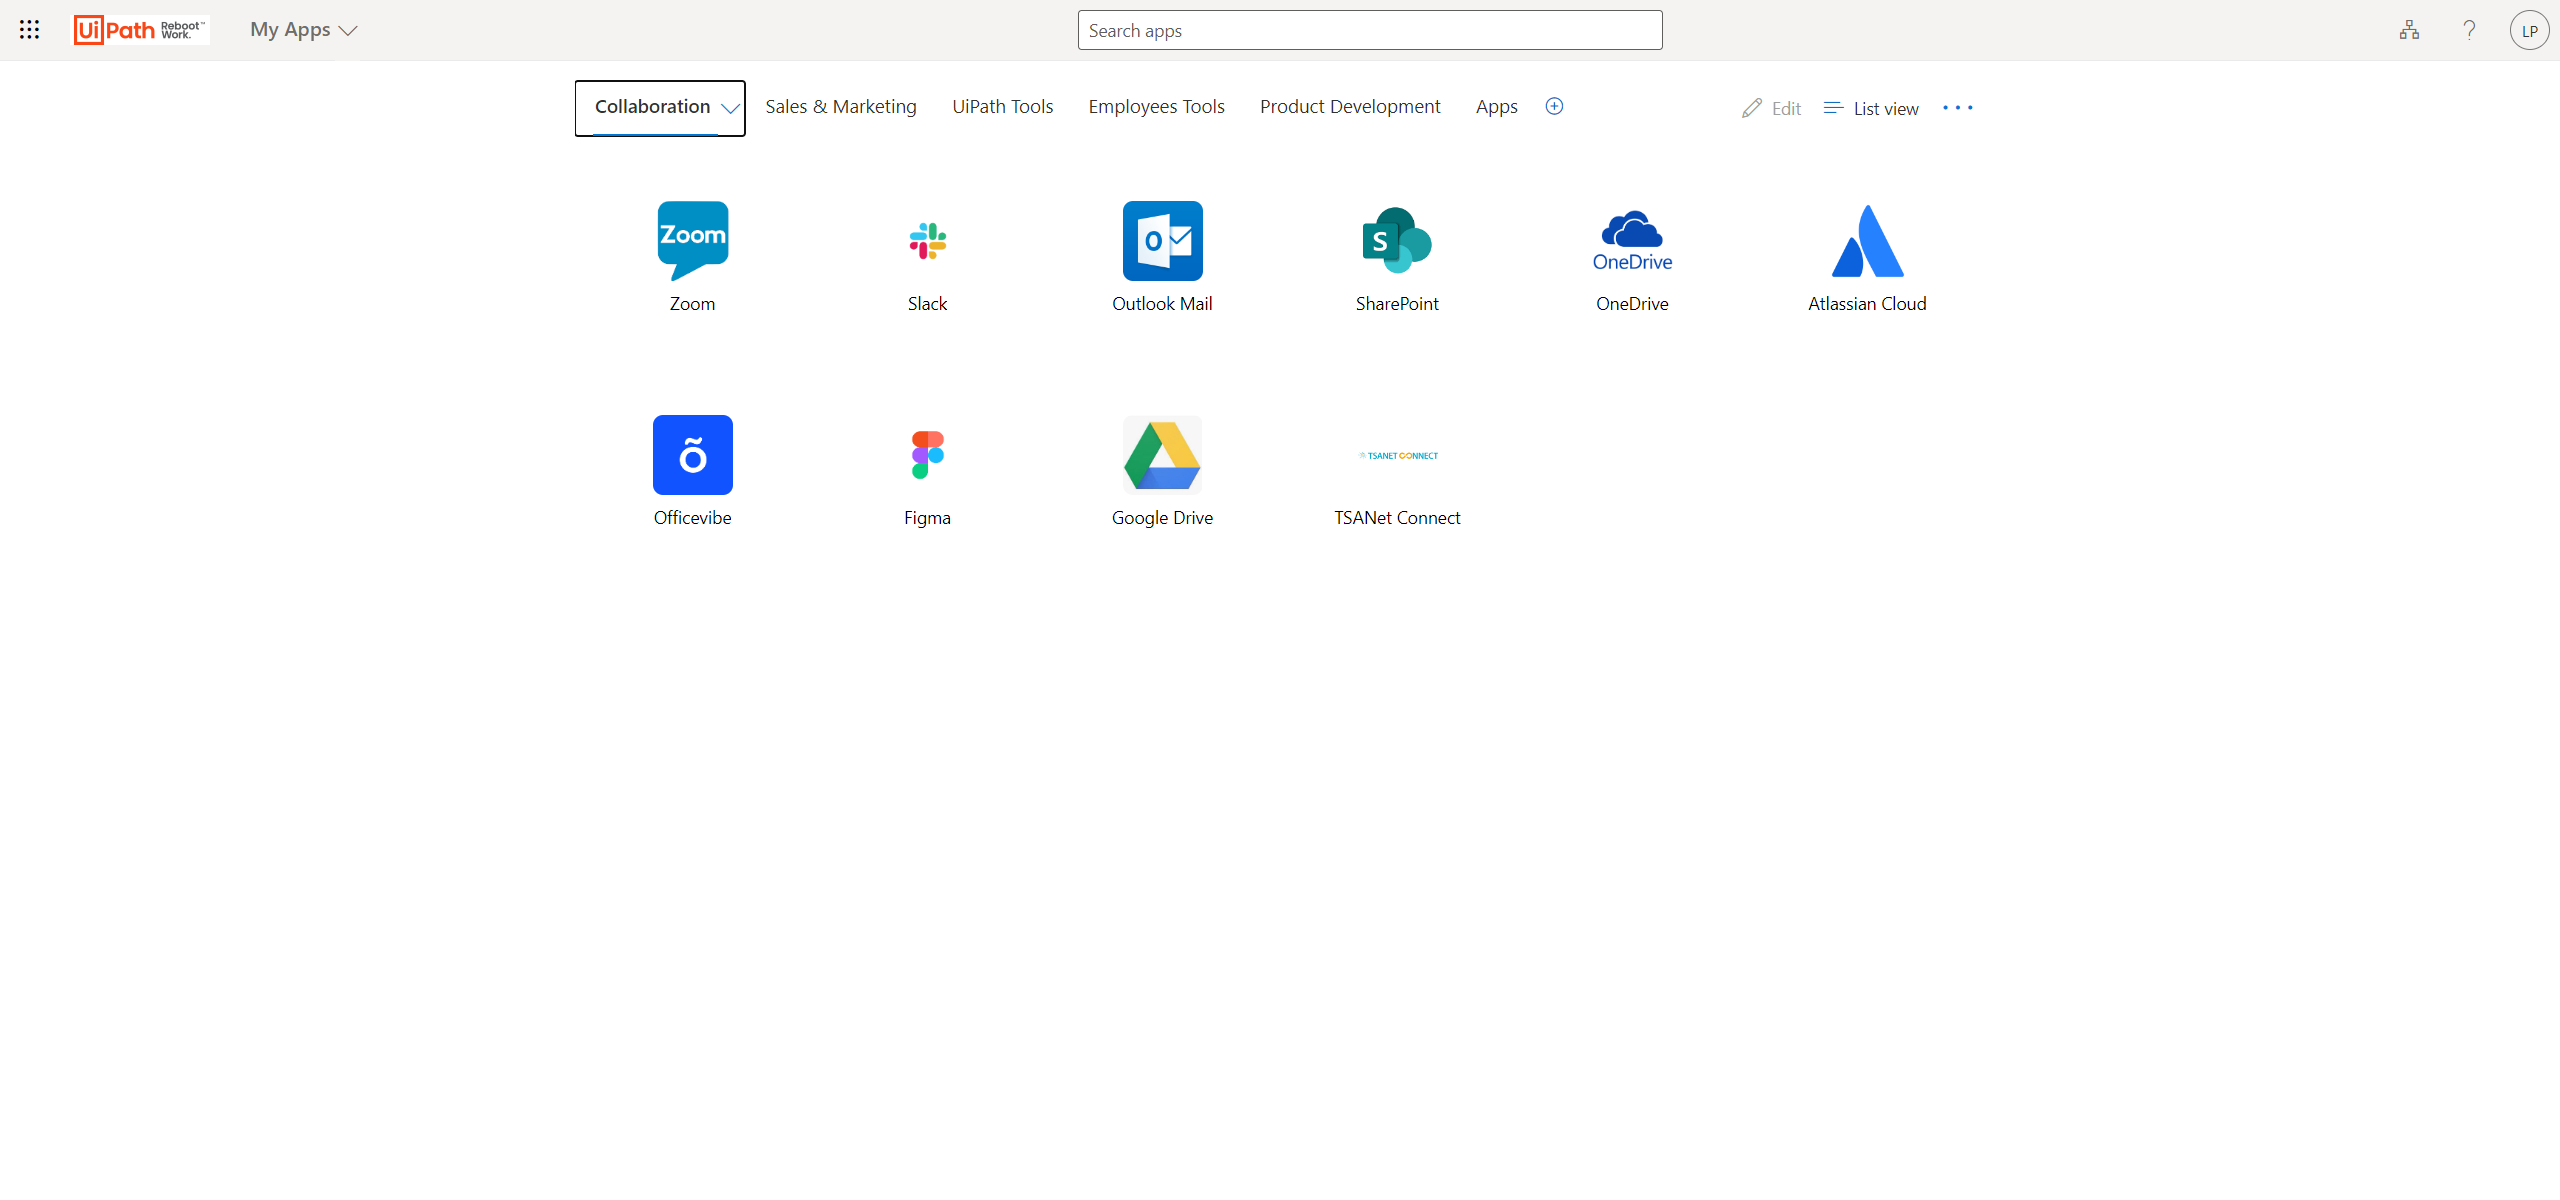 UiPath Reboot Work.™
My Apps
Search apps
LP
Collaboration
Sales & Marketing
UiPath Tools
Employees Tools
Product Development
Apps
Edit
List view
Zoom
O
S
OneDrive
Zoom
Slack
Outlook Mail
SharePoint
OneDrive
Atlassian Cloud
õ
TSANET CONNECT
Officevibe
Figma
Google Drive
TSANet Connect